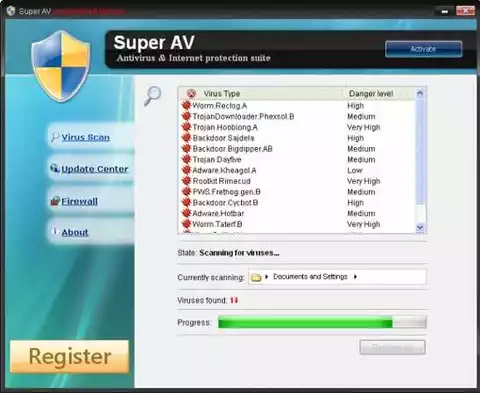 Super AV
Super AV
Antivirus & Internet protection suite
Activate
Virus Scan
Update Center
Firewall
About
Register
Virus Type Danger level
Worm.Reclog.A High
TrojanDownloader.Phexsol.B Medium
Trojan.Honbiong.A Very High
Backdoor.Sajdela High
Backdoor.Bigdipper.AB Medium
Trojan.Dayfive Medium
Adware.Kheagol.A Low
Rootkit.Rimecud Very High
PWS.Frethog.gen.B Medium
Backdoor.Cycbot.B High
Adware.Hotbar Medium
Worm.Taterf.B Very High
State: Scanning for viruses...
Currently scanning: Documents and Settings
Viruses found:
Progress: